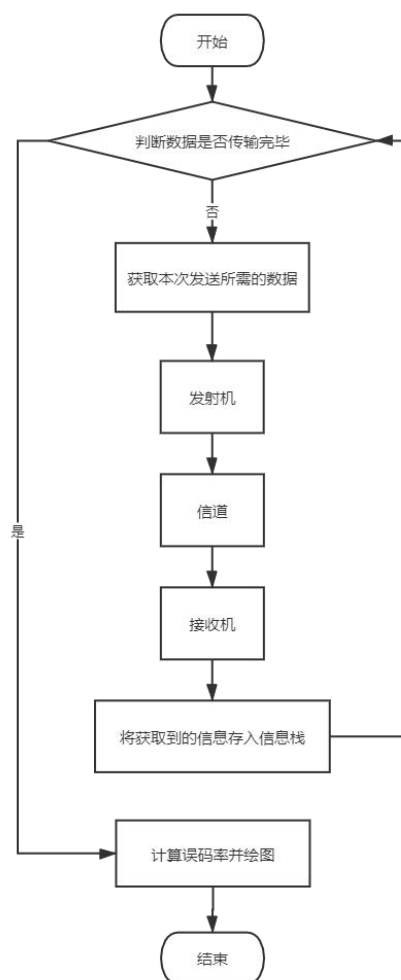 开始
判断数据是否传输完毕
否
获取本次发送所需的数据
发射机
信道
是
接收机
将获取到的信息存入信息栈
计算误码率并绘图
结束